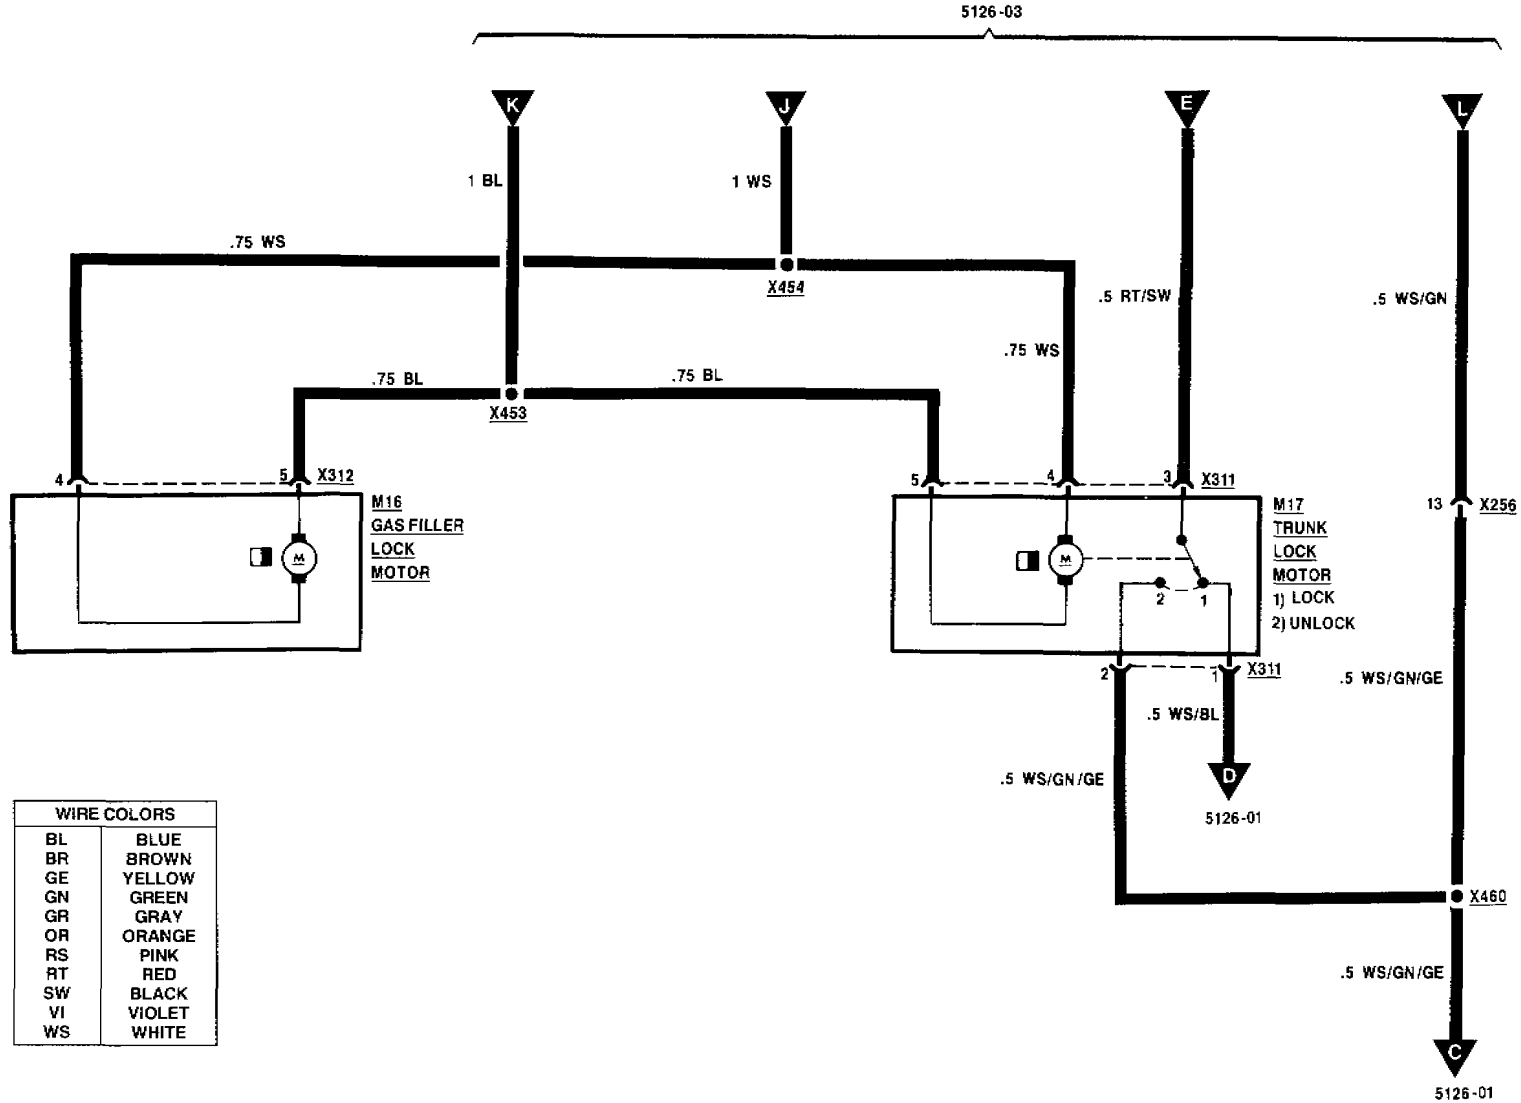 5126-03
K
J
E
L
1 BL
1 WS
.75 WS
X454
.5 RT/SW
.5 WS/GN
.75 WS
.75 BL
.75 BL
X453
4
5
X312
5
4
3
X311
13
X256
M16
GAS FILLER
LOCK
MOTOR
M
M
2
1
M17
TRUNK
LOCK
MOTOR
1) LOCK
2) UNLOCK
2
1
X311
.5 WS/GN/GE
.5 WS/BL
.5 WS/GN/GE
D
5126-01
X460
.5 WS/GN/GE
C
5126-01
WIRE COLORS
BL BLUE
BR BROWN
GE YELLOW
GN GREEN
GR GRAY
OR ORANGE
RS PINK
RT RED
SW BLACK
VI VIOLET
WS WHITE